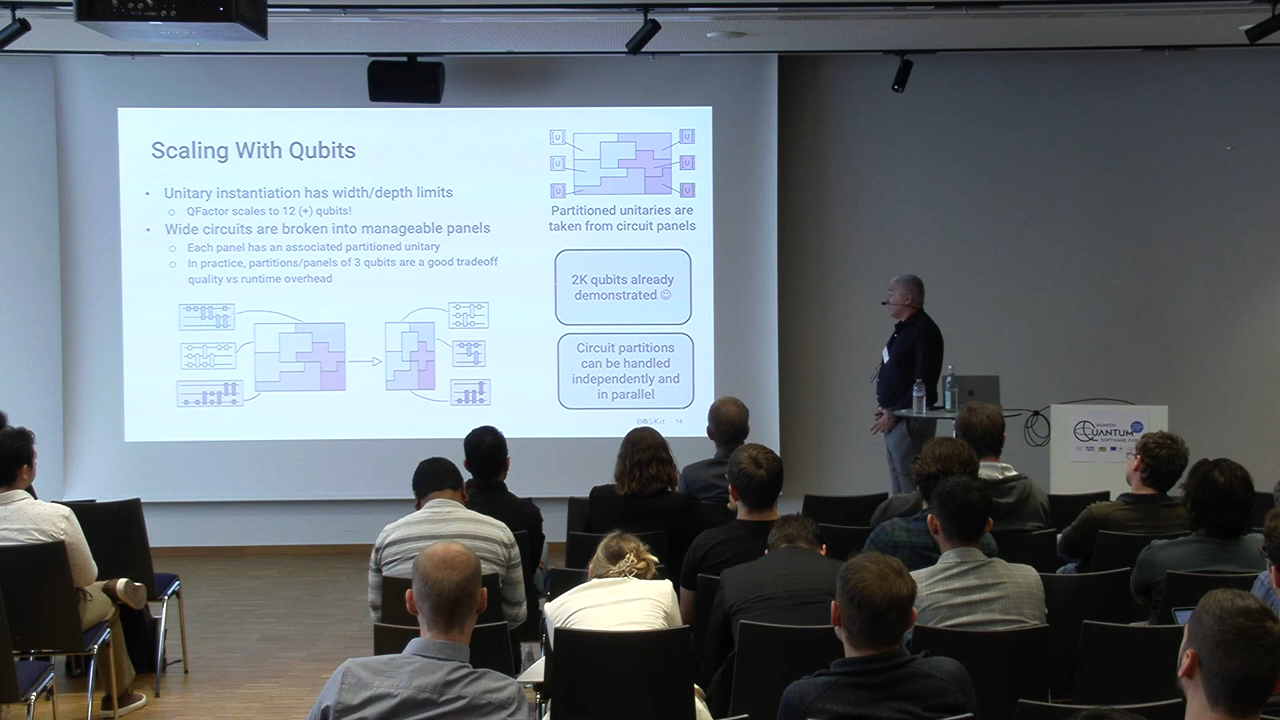 Scaling With Qubits
• Unitary instantiation has width/depth limits
○ QFactor scales to 12 (+) qubits!
• Wide circuits are broken into manageable panels
○ Each panel has an associated partitioned unitary
○ In practice, partitions/panels of 3 qubits are a good tradeoff
quality vs runtime overhead
U U
U U
U U
Partitioned unitaries are
taken from circuit panels
2K qubits already
demonstrated ☺
Circuit partitions
can be handled
independently and
in parallel
14
MUNICH
QUANTUM
SOFTWARE